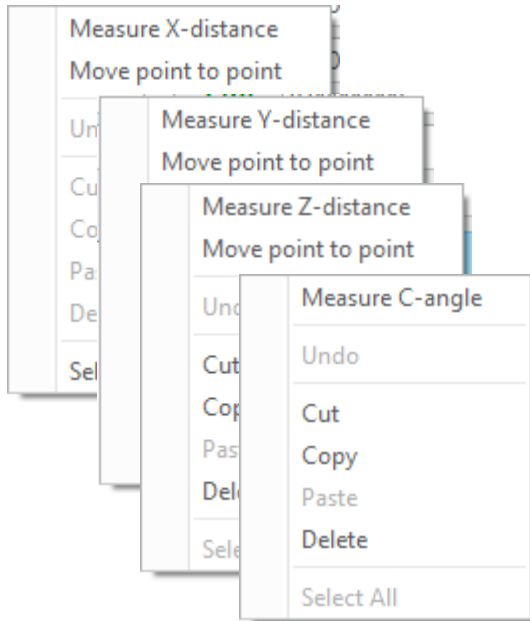 Measure X-distance
Move point to point
Measure Y-distance
Move point to point
Measure Z-distance
Move point to point
Measure C-angle
Undo
Cut
Cut
Copy
Paste
Delete
Select All